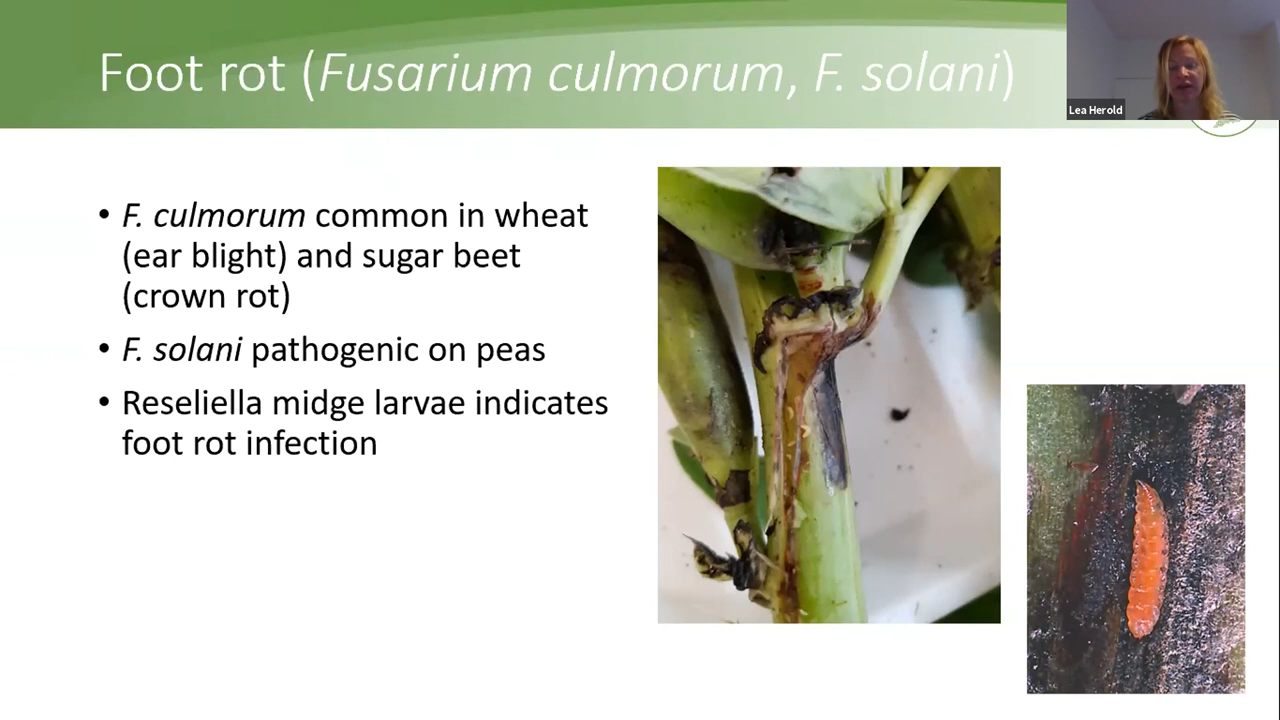 Foot rot (Fusarium culmorum, F. solani)
Lea Herold
• F. culmorum common in wheat
(ear blight) and sugar beet
(crown rot)
• F. solani pathogenic on peas
• Reseliella midge larvae indicates
foot rot infection